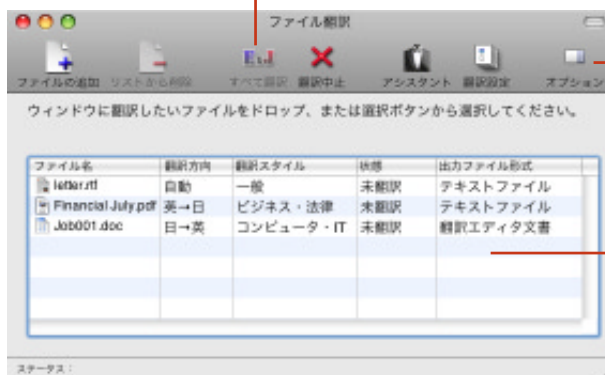 ファイル翻訳
ファイルの追加 リストから削除 すべて翻訳 翻訳中止 アシスタント 翻訳設定 オプション
ウィンドウに翻訳したいファイルをドロップ、または選択ボタンから選択してください。
ファイル名 翻訳方向 翻訳スタイル 状態 出力ファイル形式
letter.rtf 自動 一般 未翻訳 テキストファイル
Financial July.pdf 英→日 ビジネス・法律 未翻訳 テキストファイル
Job001.doc 日→英 コンピュータ・IT 未翻訳 翻訳エディタ文書
ステータス：